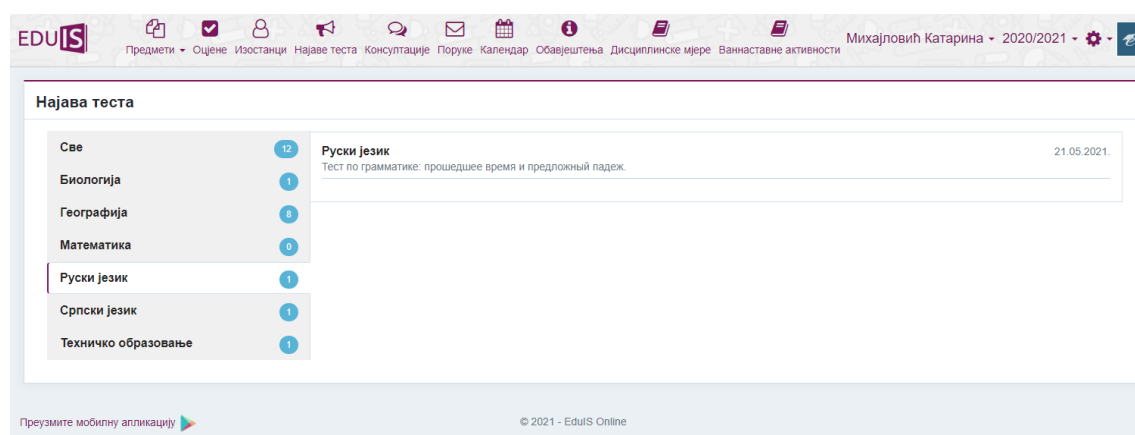 EDUIS
Предмети Оцјене Изостанци Најаве теста Консултације Поруке Календар Обавјештења Дисциплинске мјере Ваннаставне активности Михајловић Катарина 2020/2021
Најава теста
Све 12
Биологија 1
Географија 8
Математика 0
Руски језик 1
Српски језик 1
Техничко образовање 1
Руски језик 21.05.2021.
Тест по грамматике: прошедшее время и предложный падеж.
Преузмите мобилну апликацију © 2021 - EduIS Online